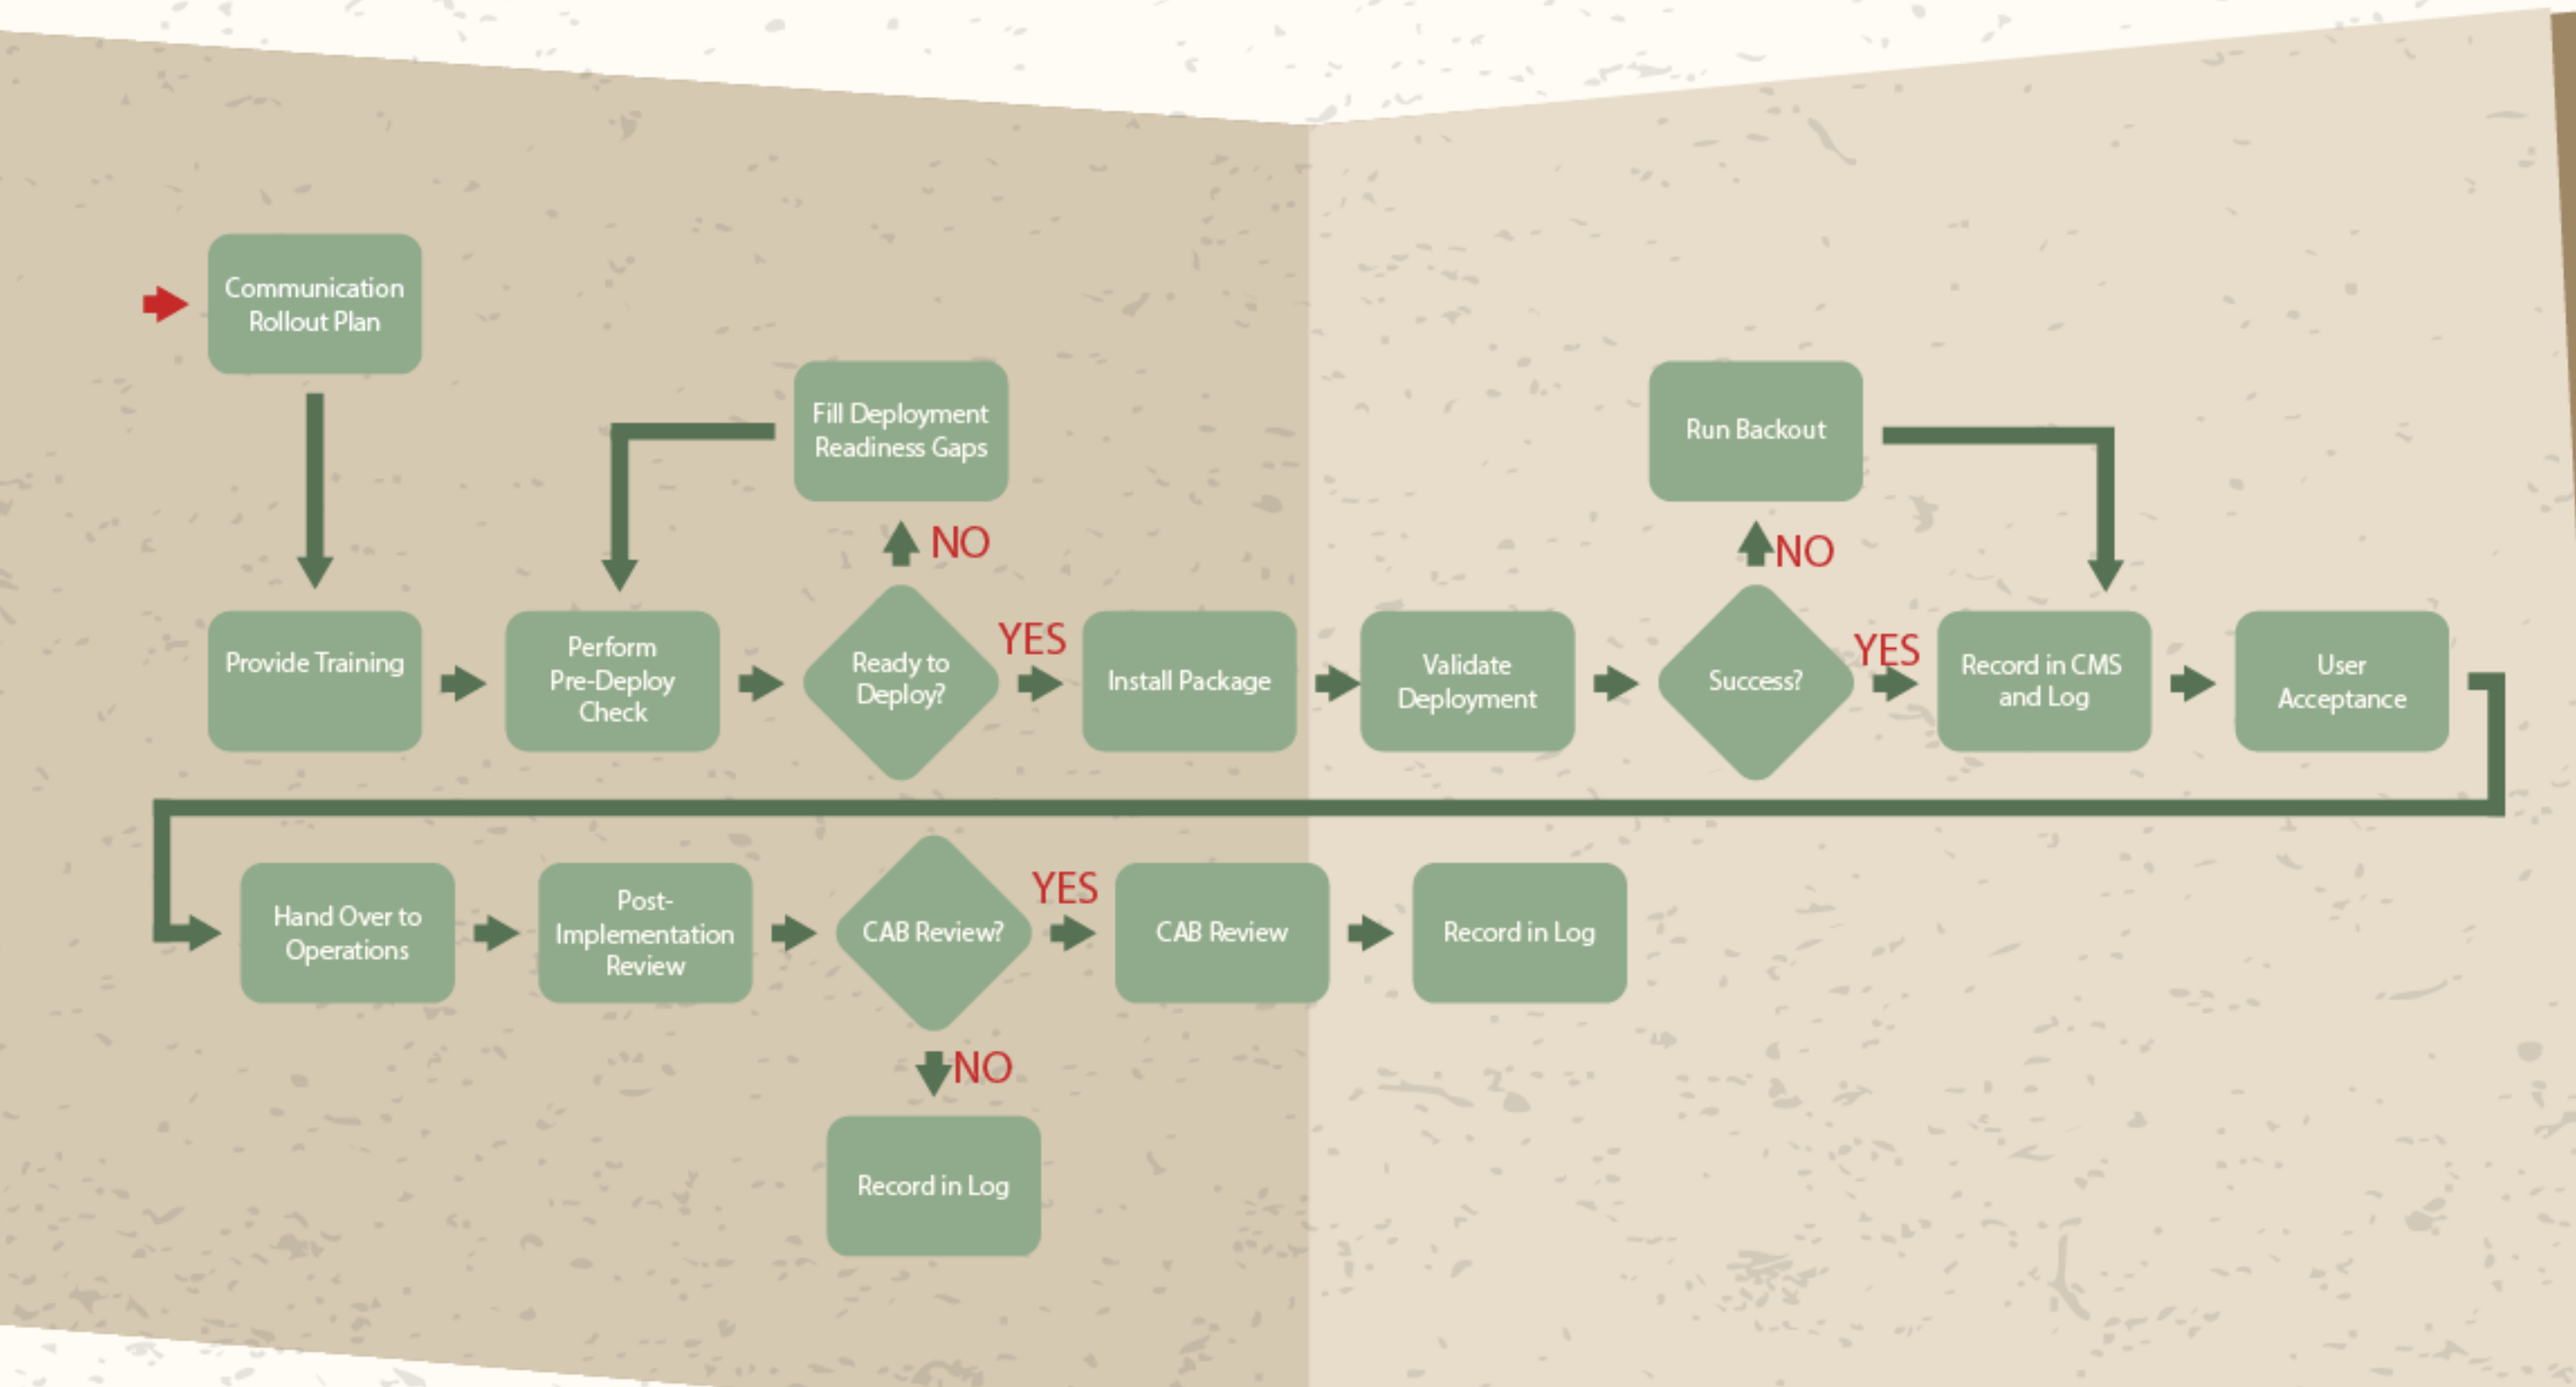 Communication
Rollout Plan
Fill Deployment
Readiness Gaps
Run Backout
NO
NO
Provide Training
Perform
Pre-Deploy
Check
Ready to
Deploy?
YES
Install Package
Validate
Deployment
Success?
YES
Record in CMS
and Log
User
Acceptance
Hand Over to
Operations
Post-
Implementation
Review
CAB Review?
YES
CAB Review
Record in Log
NO
Record in Log